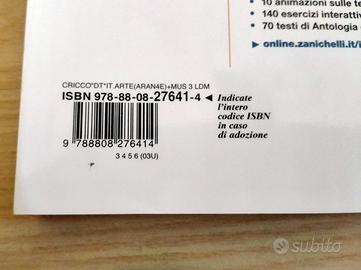 10 animazioni sulle te
140 esercizi interattiv
70 testi di Antologia
online.zanichelli.it/i
CRICCO*DT*IT.ARTE(ARAN4E)+MUS 3 LDM
ISBN 978-88-08-27641-4
Indicate
l'intero
codice ISBN
in caso
di adozione
9 788808 276414
3 4 5 6 (03U)
subito